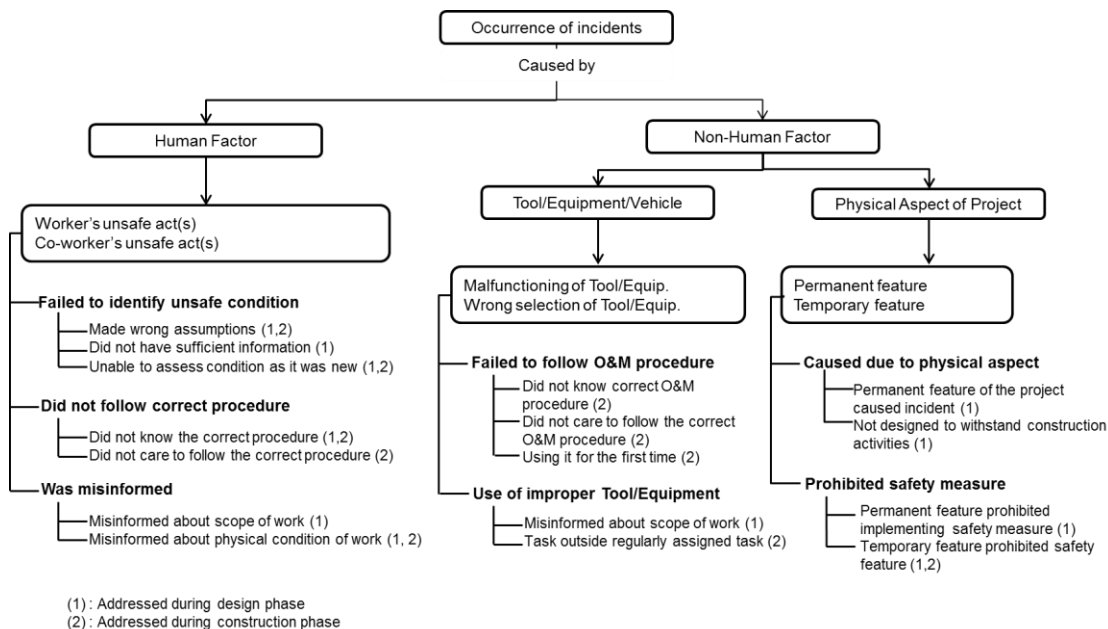 Occurrence of incidents
Caused by
Human Factor
Non-Human Factor
Tool/Equipment/Vehicle
Physical Aspect of Project
Worker's unsafe act(s)
Co-worker's unsafe act(s)
Failed to identify unsafe condition
Made wrong assumptions (1,2)
Did not have sufficient information (1)
Unable to assess condition as it was new (1,2)
Did not follow correct procedure
Did not know the correct procedure (1,2)
Did not care to follow the correct procedure (2)
Was misinformed
Misinformed about scope of work (1)
Misinformed about physical condition of work (1, 2)
Malfunctioning of Tool/Equip.
Wrong selection of Tool/Equip.
Failed to follow O&M procedure
Did not know correct O&M
procedure (2)
Did not care to follow the correct
O&M procedure (2)
Using it for the first time (2)
Use of improper Tool/Equipment
Misinformed about scope of work (1)
Task outside regularly assigned task (2)
Permanent feature
Temporary feature
Caused due to physical aspect
Permanent feature of the project
caused incident (1)
Not designed to withstand construction
activities (1)
Prohibited safety measure
Permanent feature prohibited
implementing safety measure (1)
Temporary feature prohibited safety
feature (1,2)
(1) : Addressed during design phase
(2) : Addressed during construction phase